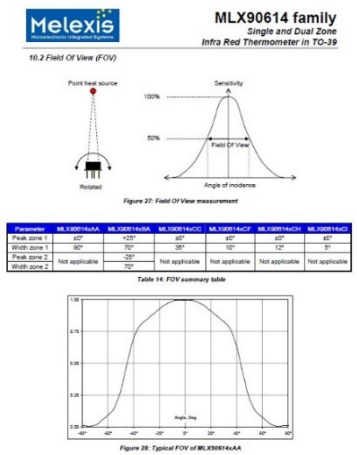 Melexis
Microelectronic Integrated Systems
MLX90614 family
Single and Dual Zone
Infra Red Thermometer in TO-39
10.2 Field Of View (FOV)
Point heat source
Sensitivity
100%
50%
Field Of View
Rotated
Angle of incidence
Figure 27: Field Of View measurement
Parameter MLX90614xAA MLX90614xBA MLX90614xCC MLX90614xCF MLX90614xCH MLX90614xCI
Peak zone 1 ±0° +25° ±0° ±0° ±0° ±0°
Width zone 1 90° 70° 35° 10° 12° 5°
Peak zone 2 Not applicable -25° Not applicable Not applicable Not applicable Not applicable
Width zone 2 70°
Table 14: FOV summary table
1.00
0.75
0.50
0.25
0.00
Angle, Deg
-80° -60° -40° -20° 0° 20° 40° 60° 80°
Figure 28: Typical FOV of MLX90614xAA